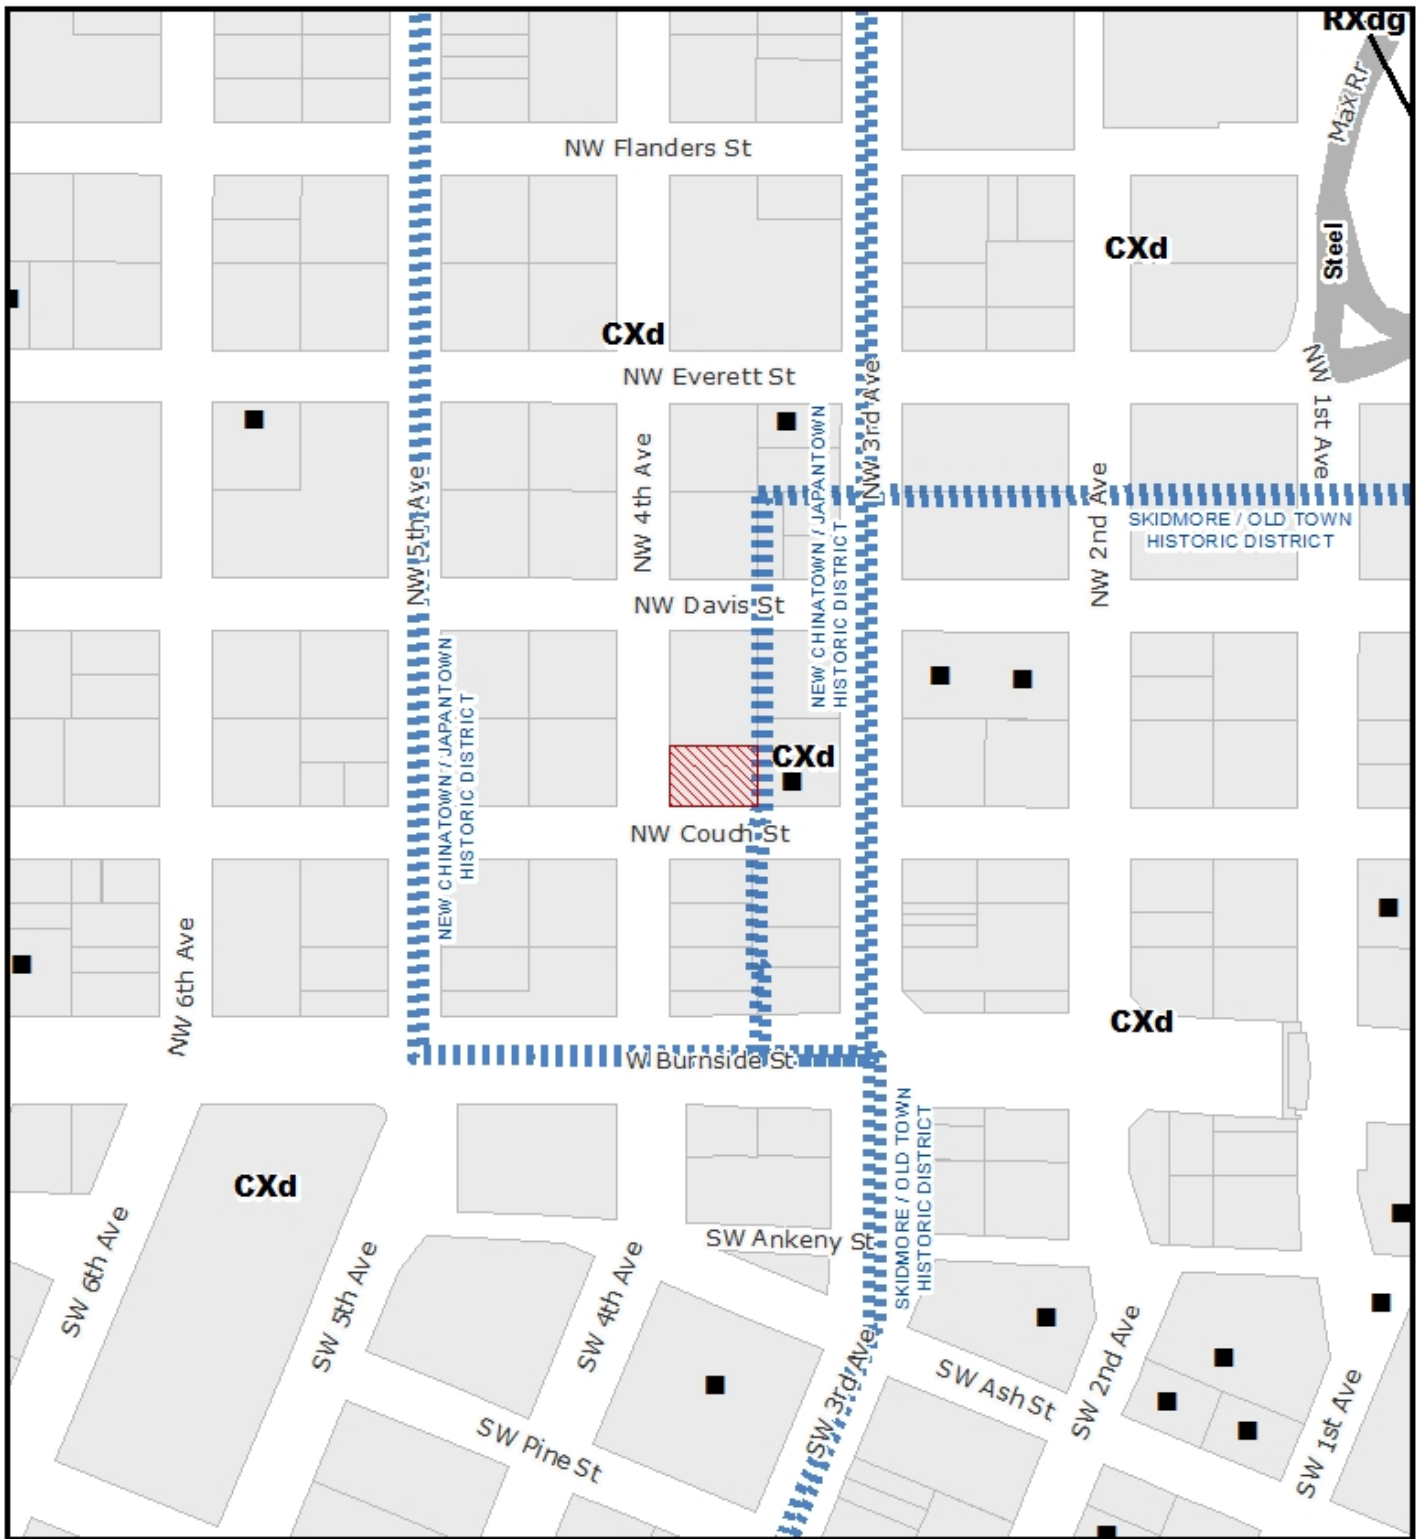 RXdg
Max Rr
NW Flanders St
CXd
Steel
CXd
NW Everett St
NW 1st Ave
NW 3rd Ave
NW 4th Ave
NW 5th Ave
NW 2nd Ave
NEW CHINATOWN / JAPANTOWN
HISTORIC DISTRICT
SKIDMORE / OLD TOWN
HISTORIC DISTRICT
NW Davis St
NEW CHINATOWN / JAPANTOWN
HISTORIC DISTRICT
CXd
NW Couch St
NW 6th Ave
CXd
W Burnside St
SKIDMORE / OLD TOWN
HISTORIC DISTRICT
CXd
SW Ankeny St
SW 6th Ave
SW 5th Ave
SW 4th Ave
SW 3rd Ave
SW 2nd Ave
SW Ash St
SW 1st Ave
SW Pine St